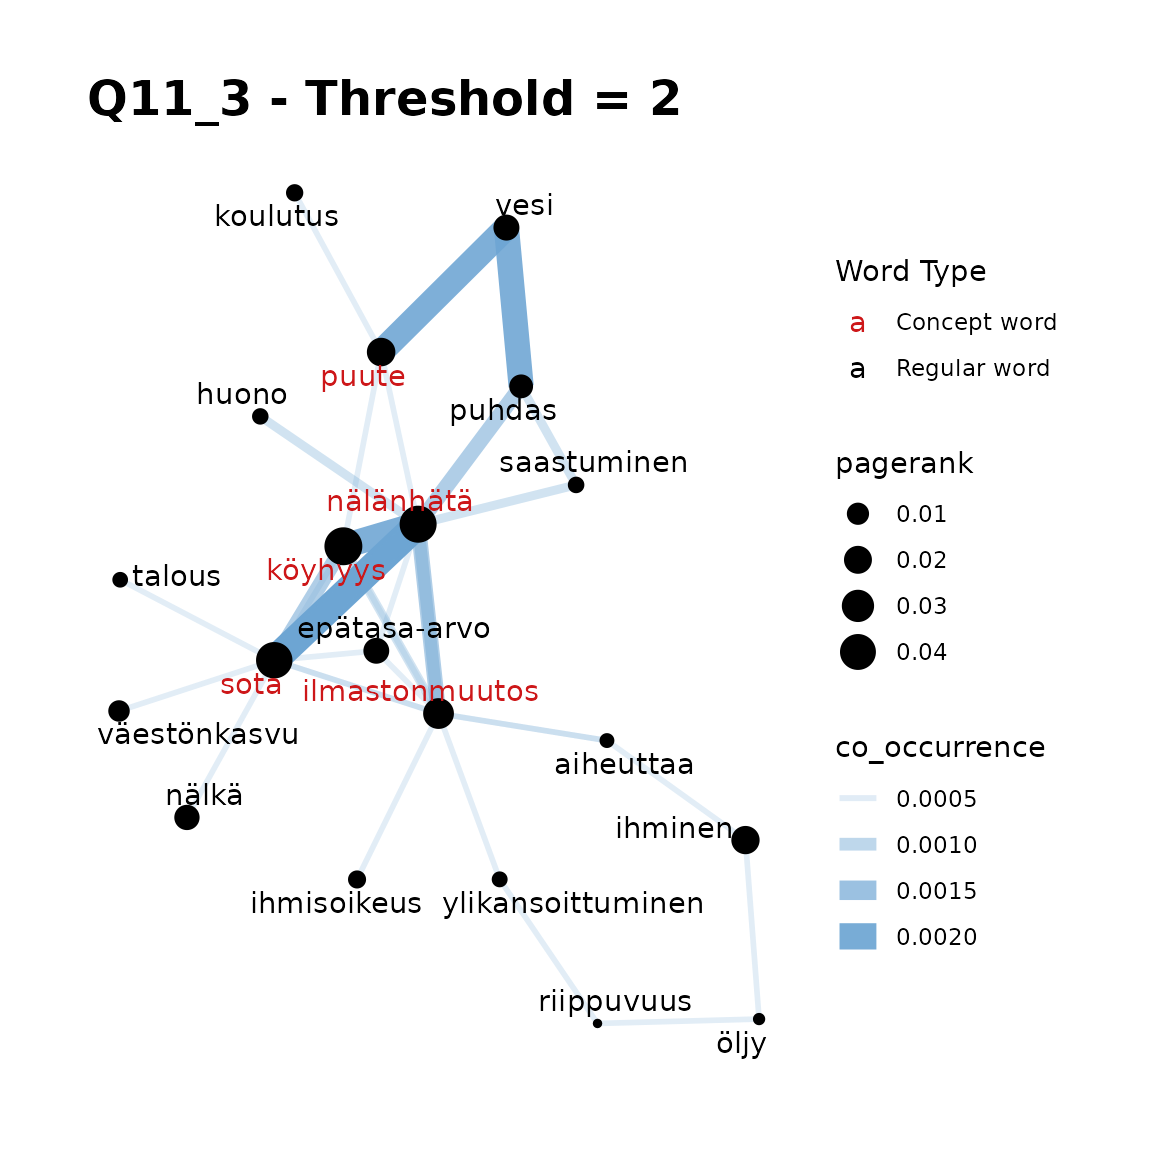 Q11_3 - Threshold = 2
koulutus
vesi
puute
huono
puhdas
saastuminen
nälänhätä
köyhyys
talous
epätasa-arvo
sota
ilmastonmuutos
väestönkasvu
aiheuttaa
nälkä
ihminen
ihmisoikeus
ylikansoittuminen
riippuvuus
öljy
Word Type
a Concept word
a Regular word
pagerank
0.01
0.02
0.03
0.04
co_occurrence
0.0005
0.0010
0.0015
0.0020